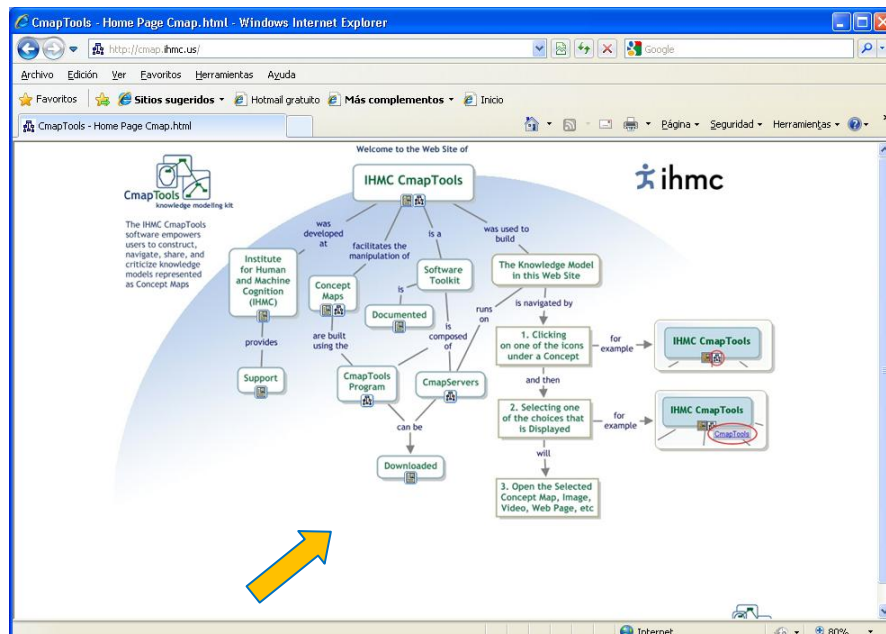 CmapTools - Home Page Cmap.html - Windows Internet Explorer
http://cmap.ihmc.us/
Google
Archivo Edición Ver Favoritos Herramientas Ayuda
Favoritos Sitios sugeridos Hotmail gratuito Más complementos Inicio
CmapTools - Home Page Cmap.html
Página Seguridad Herramientas
Welcome to the Web Site of
IHMC CmapTools
CmapTools
knowledge modeling kit
The IHMC CmapTools
software empowers
users to construct,
navigate, share, and
criticize knowledge
models represented
as Concept Maps
ihmc
was
developed
at
facilitates the
manipulation of
is a
was used to
build
Institute
for Human
and Machine
Cognition
(IHMC)
Concept
Maps
Software
Toolkit
The Knowledge Model
in this Web Site
is
Documented
runs
on
is navigated by
provides
are built
using the
is
composed
of
1. Clicking
on one of the icons
under a Concept
for
example
IHMC CmapTools
Support
CmapTools
Program
CmapServers
and then
2. Selecting one
of the choices that
is Displayed
for
example
IHMC CmapTools
CmapTools
can be
will
Downloaded
3. Open the Selected
Concept Map, Image,
Video, Web Page, etc
Internet
80%